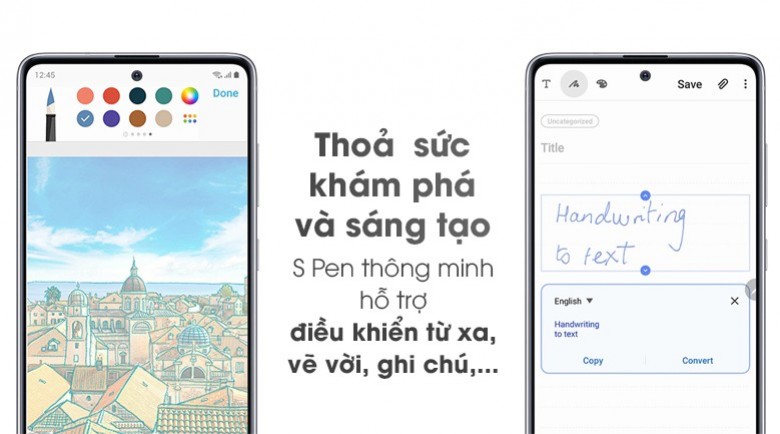 12:45
Done
Thoả sức
khám phá
và sáng tạo
S Pen thông minh
hỗ trợ
điều khiển từ xa,
vẽ vời, ghi chú,...
T
Save
Uncategorized
Title
Handwriting
to text
English
Handwriting
to text
Copy
Convert